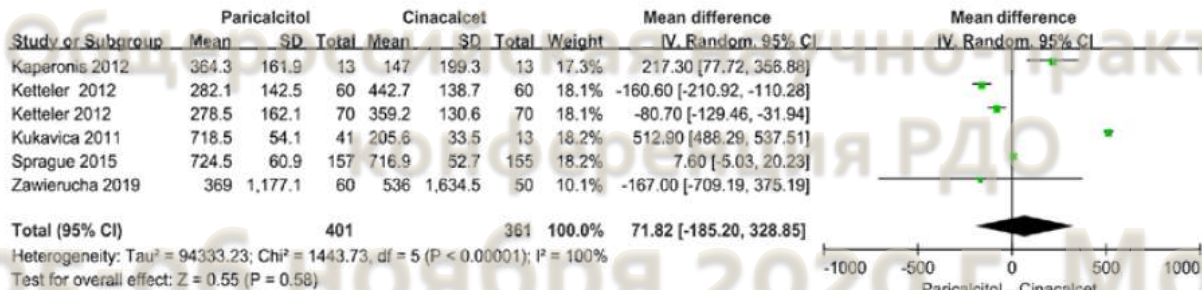 Paricalcitol Cinacalcet Mean difference Mean difference
Study or Subgroup Mean SD Total Mean SD Total Weight IV. Random. 95% CI IV. Random. 95% CI
Kaperonis 2012 364.3 161.9 13 147 199.3 13 17.3% 217.30 [77.72, 356.88]
Ketteler 2012 282.1 142.5 60 442.7 138.7 60 18.1% -160.60 [-210.92, -110.28]
Ketteler 2012 278.5 162.1 70 359.2 130.6 70 18.1% -80.70 [-129.46, -31.94]
Kukavica 2011 718.5 54.1 41 205.6 33.5 13 18.2% 512.90 [488.29, 537.51]
Sprague 2015 724.5 60.9 157 716.9 52.7 155 18.2% 7.60 [-5.03, 20.23]
Zawierucha 2019 369 1,177.1 60 536 1,634.5 50 10.1% -167.00 [-709.19, 375.19]
Total (95% CI) 401 361 100.0% 71.82 [-185.20, 328.85]
Heterogeneity: Tau² = 94333.23; Chi² = 1443.73, df = 5 (P < 0.00001); I² = 100%
Test for overall effect: Z = 0.55 (P = 0.58)
-1000 -500 0 500 1000
Paricalcitol Cinacalcet
конференция РДО